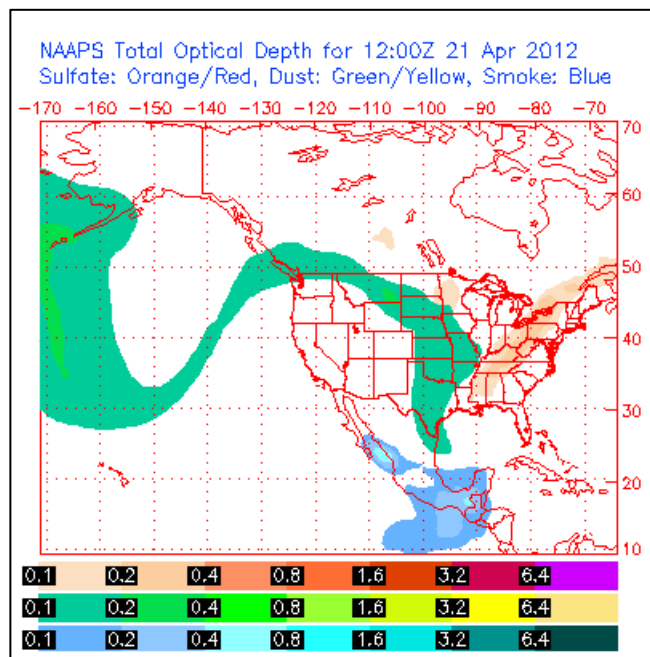 NAAPS Total Optical Depth for 12:00Z 21 Apr 2012
Sulfate: Orange/Red, Dust: Green/Yellow, Smoke: Blue
-170 -160 -150 -140 -130 -120 -110 -100 -90 -80 -70
70
60
50
40
30
20
10
0.1 0.2 0.4 0.8 1.6 3.2 6.4
0.1 0.2 0.4 0.8 1.6 3.2 6.4
0.1 0.2 0.4 0.8 1.6 3.2 6.4